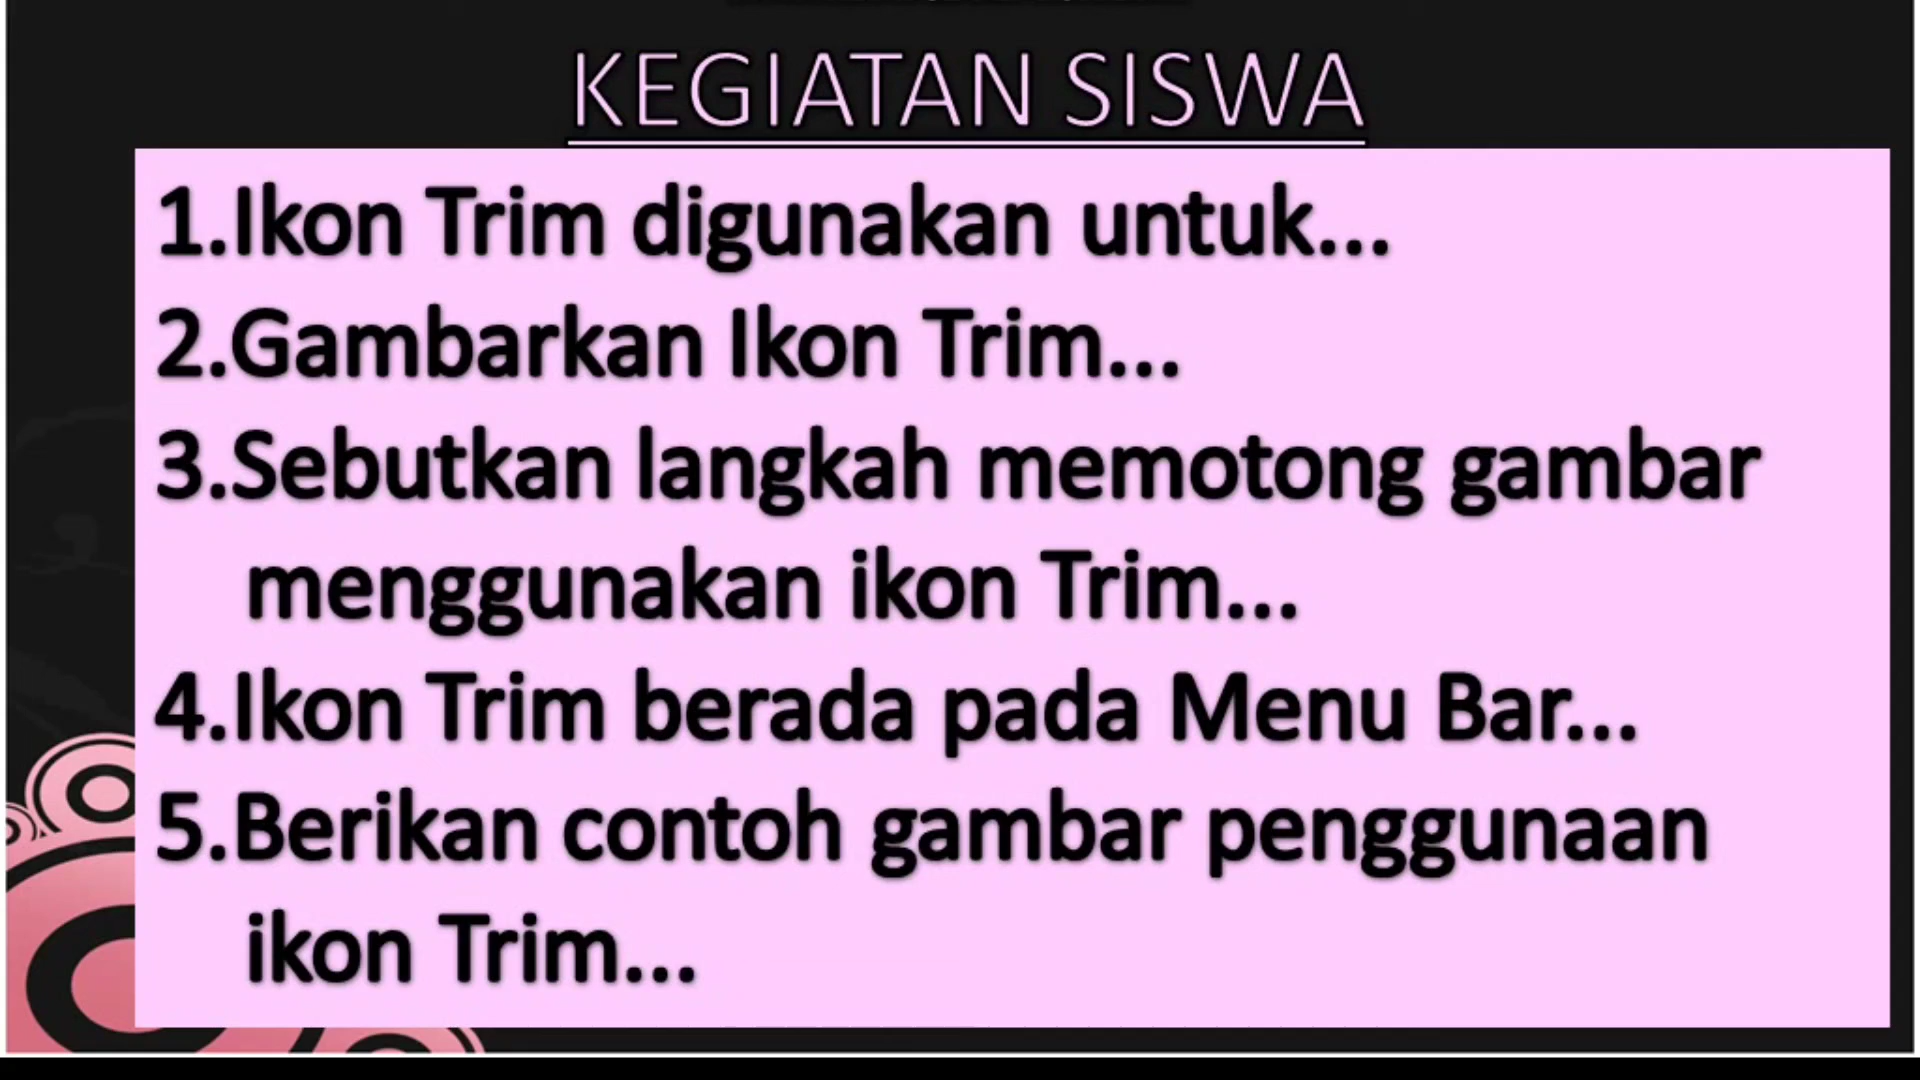 KEGIATAN SISWA
1.Ikon Trim digunakan untuk...
2.Gambarkan Ikon Trim...
3.Sebutkan langkah memotong gambar
menggunakan ikon Trim...
4.Ikon Trim berada pada Menu Bar...
5.Berikan contoh gambar penggunaan
ikon Trim...